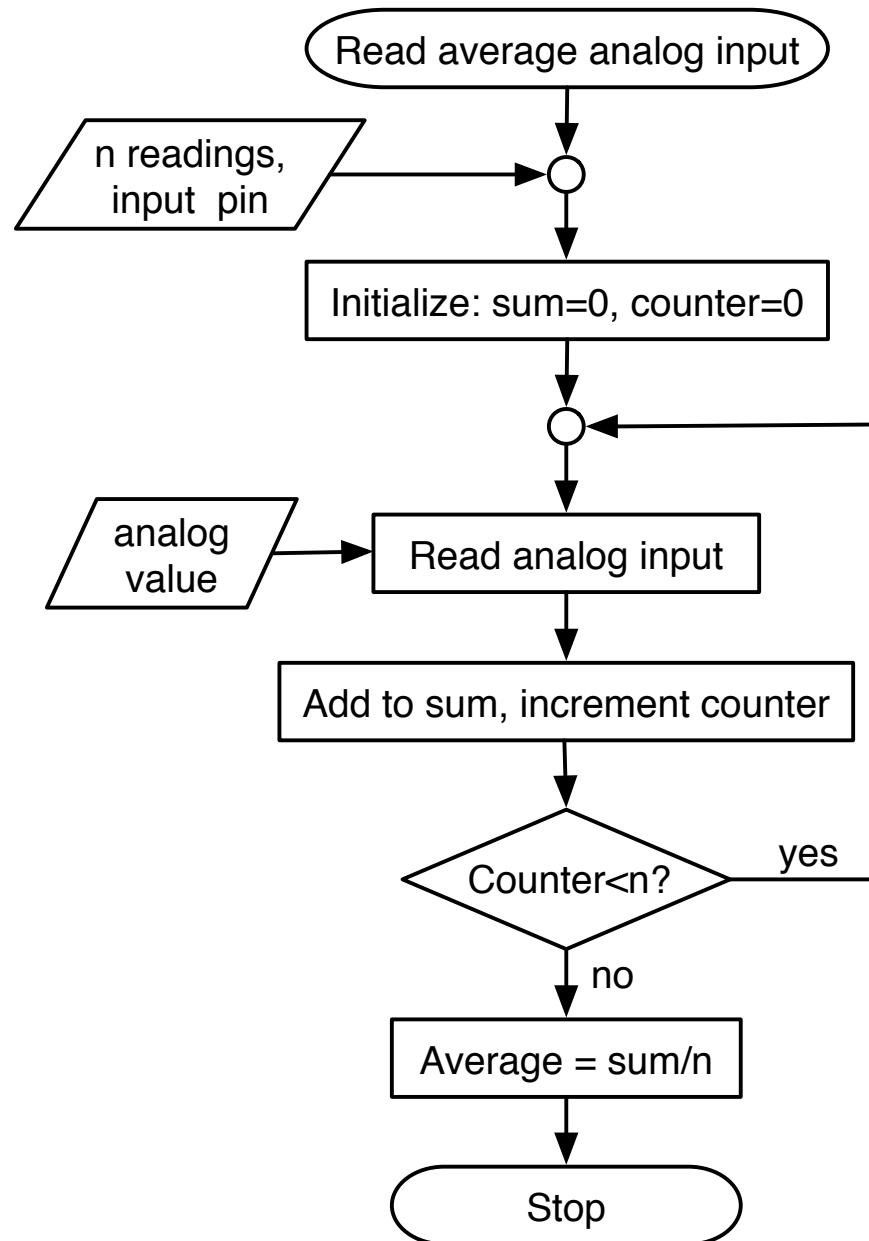 Read average analog input
n readings,
input pin
Initialize: sum=0, counter=0
analog
value
Read analog input
Add to sum, increment counter
Counter<n?
yes
no
Average = sum/n
Stop